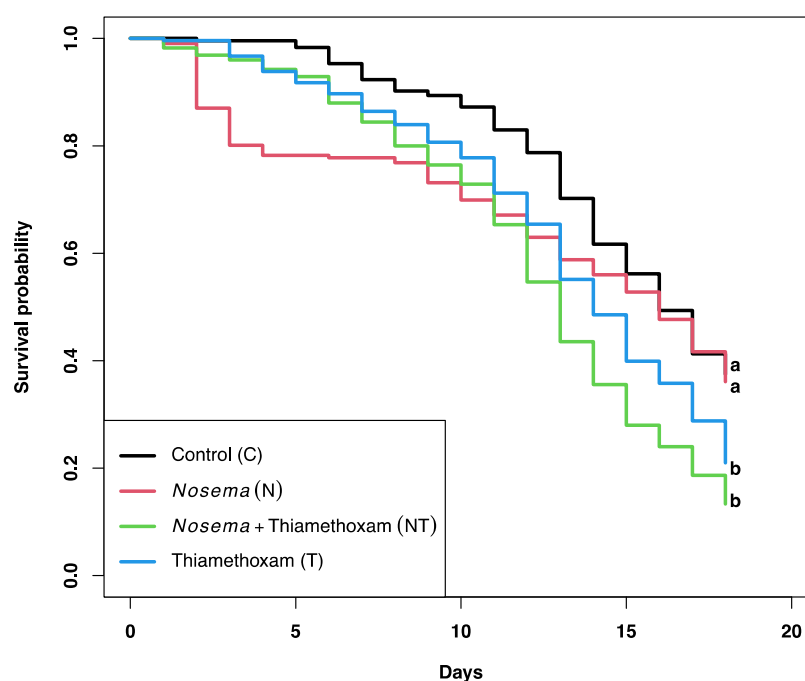 1.0
0.8
0.6
0.4
0.2
0.0
Survival probability
a
a
b
b
Control (C)
Nosema (N)
Nosema + Thiamethoxam (NT)
Thiamethoxam (T)
0 5 10 15 20
Days